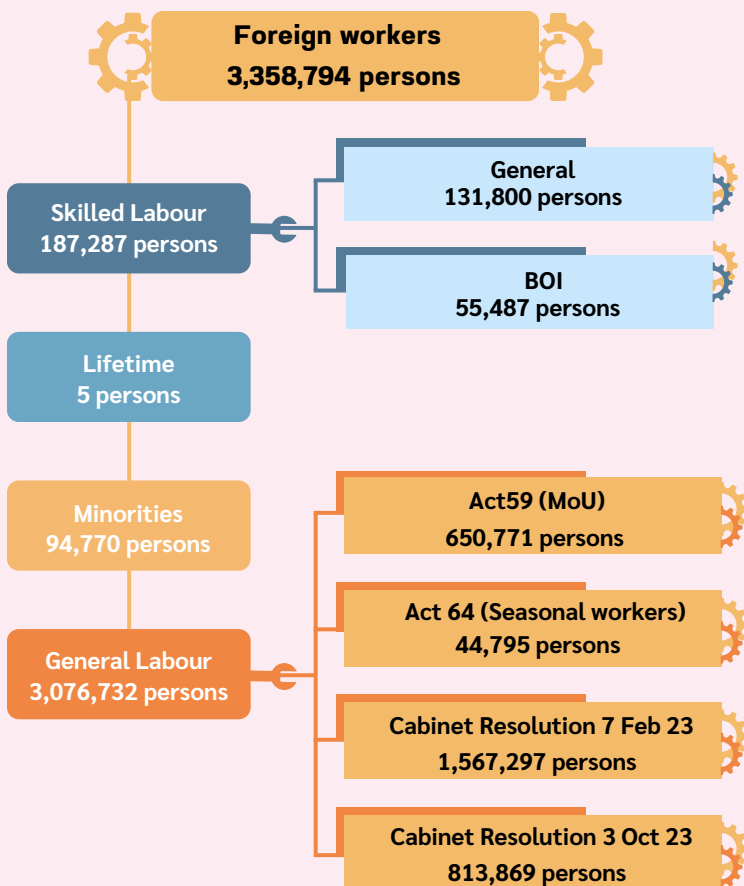 Foreign workers
3,358,794 persons
Skilled Labour
187,287 persons
General
131,800 persons
BOI
55,487 persons
Lifetime
5 persons
Minorities
94,770 persons
General Labour
3,076,732 persons
Act59 (MoU)
650,771 persons
Act 64 (Seasonal workers)
44,795 persons
Cabinet Resolution 7 Feb 23
1,567,297 persons
Cabinet Resolution 3 Oct 23
813,869 persons